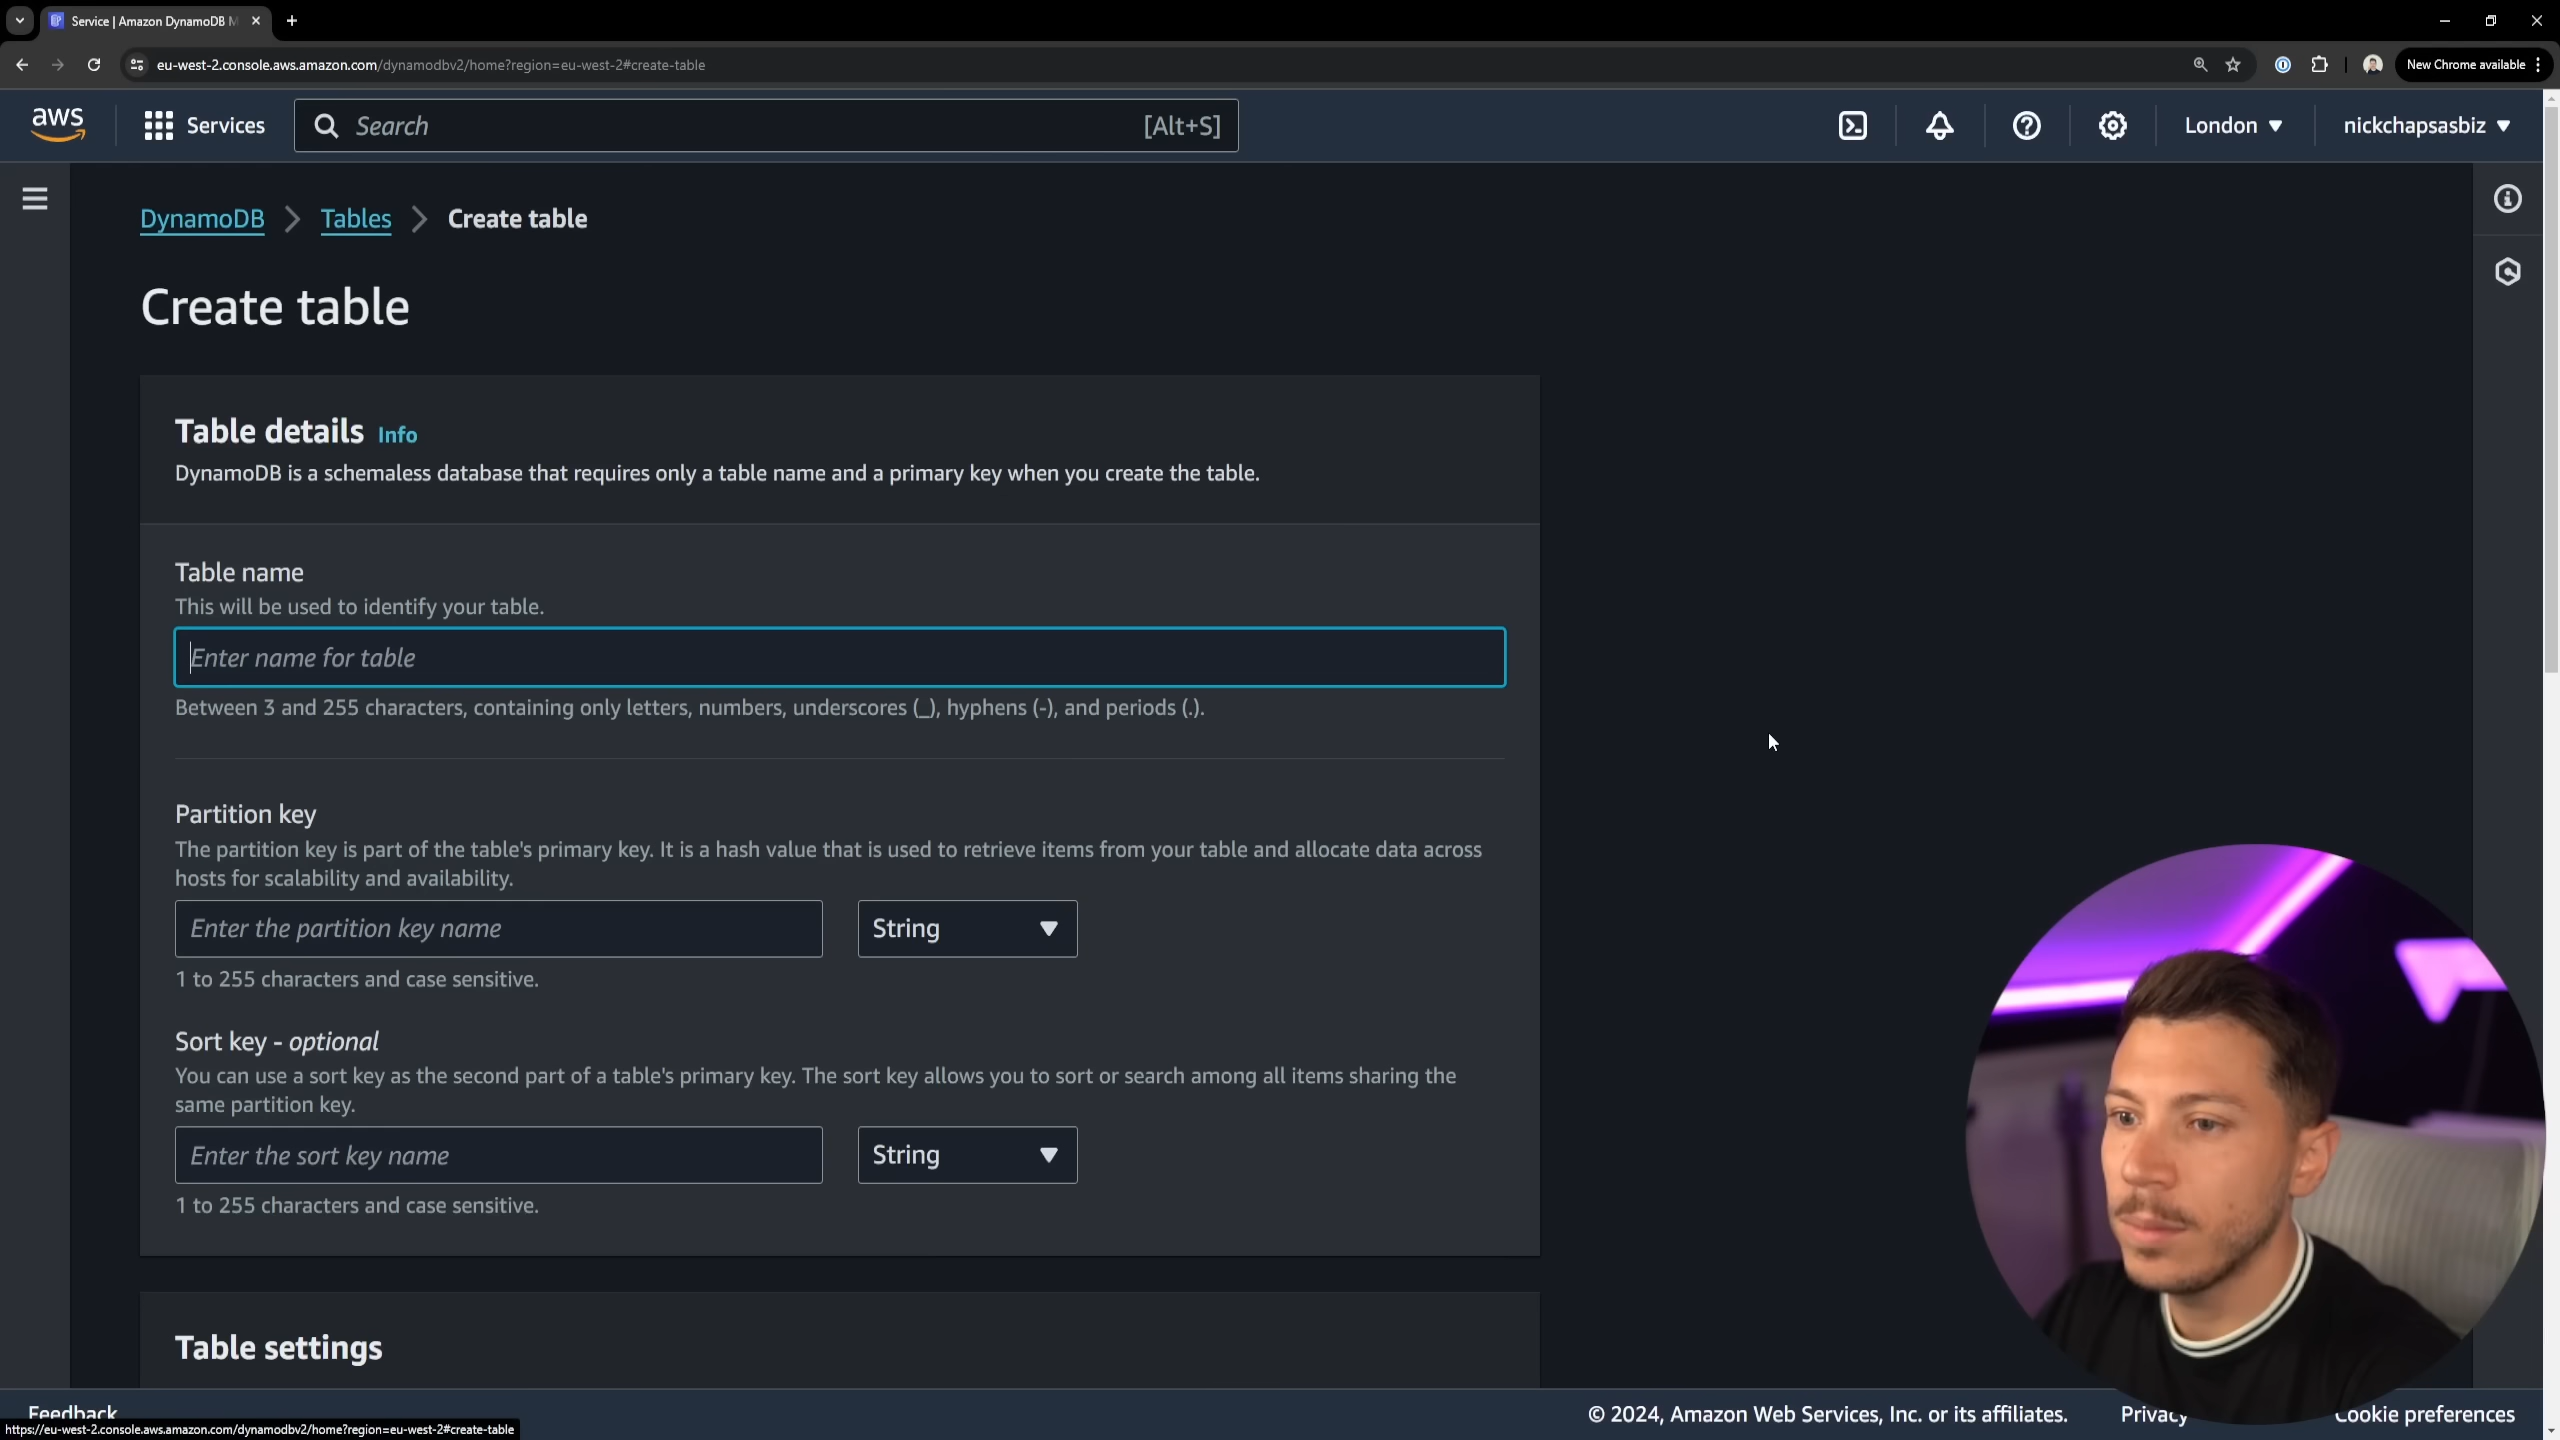 Service | Amazon DynamoDB M
eu-west-2.console.aws.amazon.com/dynamodbv2/home?region=eu-west-2#create-table
New Chrome available
aws
Services
Search
[Alt+S]
London
nickchapsasbiz
DynamoDB
Tables
Create table
Create table
Table details Info
DynamoDB is a schemaless database that requires only a table name and a primary key when you create the table.
Table name
This will be used to identify your table.
Enter name for table
Between 3 and 255 characters, containing only letters, numbers, underscores (_), hyphens (-), and periods (.).
Partition key
The partition key is part of the table's primary key. It is a hash value that is used to retrieve items from your table and allocate data across
hosts for scalability and availability.
Enter the partition key name
String
1 to 255 characters and case sensitive.
Sort key - optional
You can use a sort key as the second part of a table's primary key. The sort key allows you to sort or search among all items sharing the
same partition key.
Enter the sort key name
String
1 to 255 characters and case sensitive.
Table settings
Feedback
© 2024, Amazon Web Services, Inc. or its affiliates.
Privacy
Cookie preferences
https://eu-west-2.console.aws.amazon.com/dynamodbv2/home?region=eu-west-2#create-table